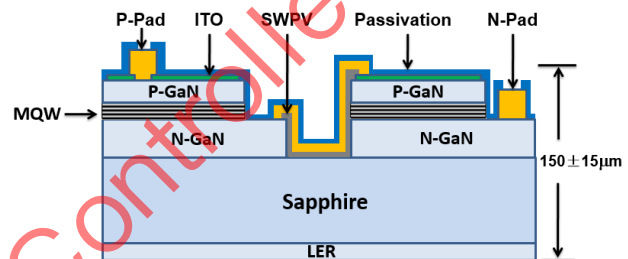 P-Pad ITO SWPV Passivation N-Pad
P-GaN P-GaN
MQW
N-GaN N-GaN
150±15μm
Sapphire
LER
Controlle